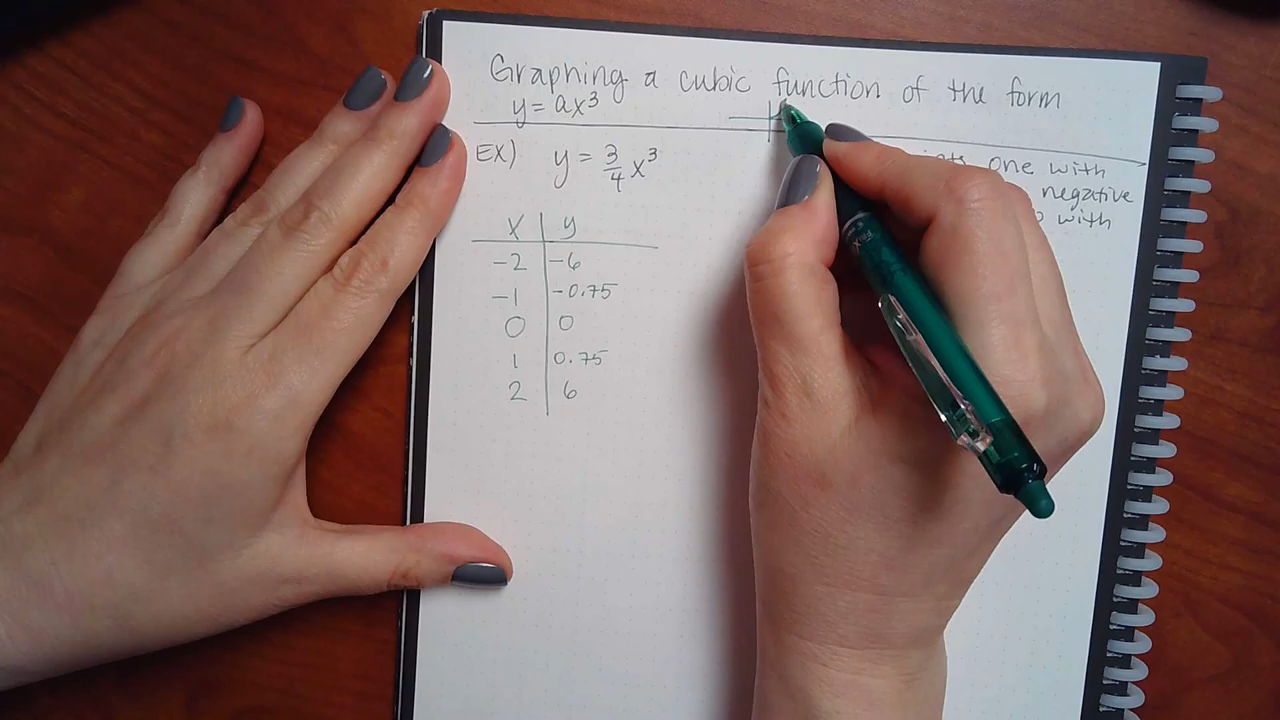 Graphing a cubic function of the form
y = ax³
EX) y = 3/4 x³
one with
negative
with
x | y
-2 | -6
-1 | -0.75
0 | 0
1 | 0.75
2 | 6